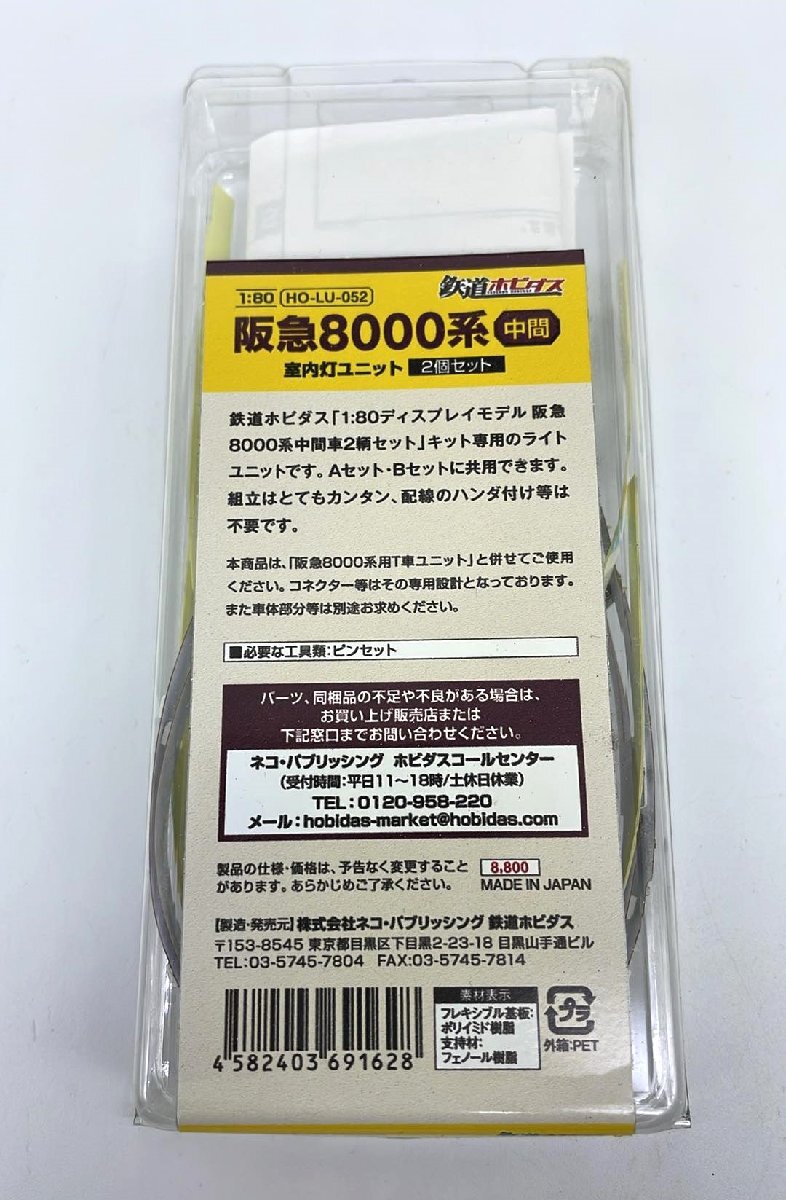 1:80 HO-LU-052
鉄道ホビダス
阪急8000系 中間
室内灯ユニット 2個セット
鉄道ホビダス「1:80ディスプレイモデル 阪急
8000系中間車2輌セット」キット専用のライト
ユニットです。Aセット・Bセットに共用できます。
組立はとてもカンタン、配線のハンダ付け等は
不要です。
本商品は、「阪急8000系用T車ユニット」と併せてご使用
ください。コネクター等はその専用設計となっております。
また車体部分等は別途お求めください。
■必要な工具類:ピンセット
パーツ、同梱品の不足や不良がある場合は、
お買い上げ販売店または
下記窓口までお問い合わせください。
ネコ・パブリッシング ホビダスコールセンター
(受付時間:平日11〜18時/土休日休業)
TEL:0120-958-220
メール:hobidas-market@hobidas.com
製品の仕様・価格は、予告なく変更すること
があります。あらかじめご了承ください。
8,800
MADE IN JAPAN
【製造・発売元】株式会社ネコ・パブリッシング 鉄道ホビダス
〒153-8545 東京都目黒区下目黒2-23-18 目黒山手通ビル
TEL:03-5745-7804 FAX:03-5745-7814
4 582403 691628
素材表示
フレキシブル基板:
ポリイミド樹脂
支持材:
フェノール樹脂
プラ
外箱:PET